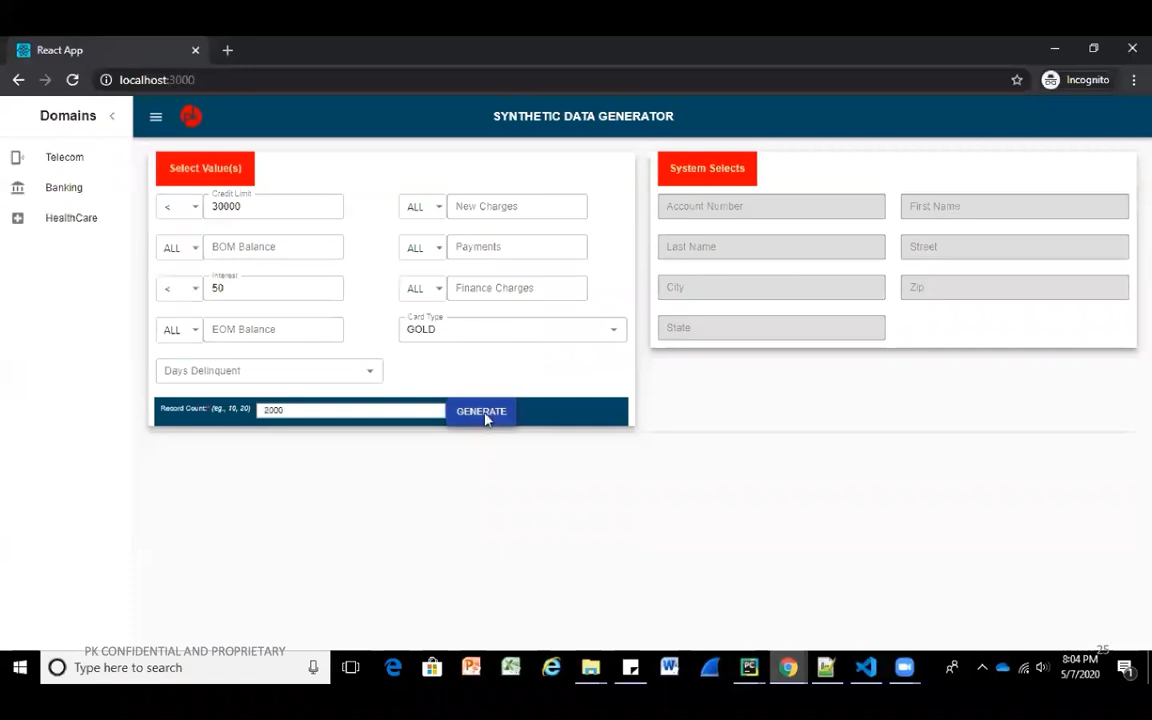 React App
localhost:3000
Incognito
Domains
pk
SYNTHETIC DATA GENERATOR
Telecom
Banking
HealthCare
Select Value(s)
Credit Limit
< 30000
ALL New Charges
ALL BOM Balance
ALL Payments
Interest
< 50
ALL Finance Charges
ALL EOM Balance
Card Type
GOLD
Days Delinquent
Record Count:* (eg., 10, 20) 2000 GENERATE
System Selects
Account Number First Name
Last Name Street
City Zip
State
PK CONFIDENTIAL AND PROPRIETARY
25
Type here to search
8:04 PM
5/7/2020
1